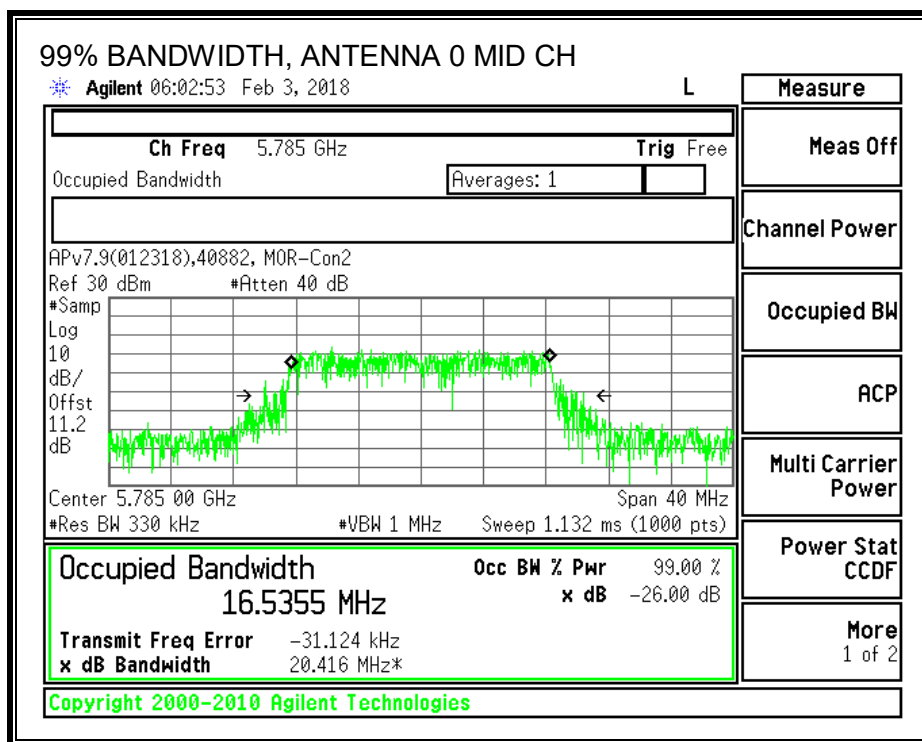 99% BANDWIDTH, ANTENNA 0 MID CH
Agilent 06:02:53 Feb 3, 2018 L
Measure
Ch Freq 5.785 GHz Trig Free
Meas Off
Occupied Bandwidth Averages: 1
Channel Power
APv7.9(012318),40882, MOR-Con2
Ref 30 dBm #Atten 40 dB
#Samp
Log
10
dB/
Offst
11.2
dB
Occupied BW
ACP
Multi Carrier
Power
Center 5.785 00 GHz Span 40 MHz
#Res BW 330 kHz #VBW 1 MHz Sweep 1.132 ms (1000 pts)
Occupied Bandwidth Occ BW % Pwr 99.00 %
16.5355 MHz x dB -26.00 dB
Power Stat
CCDF
Transmit Freq Error -31.124 kHz
x dB Bandwidth 20.416 MHz*
More
1 of 2
Copyright 2000-2010 Agilent Technologies